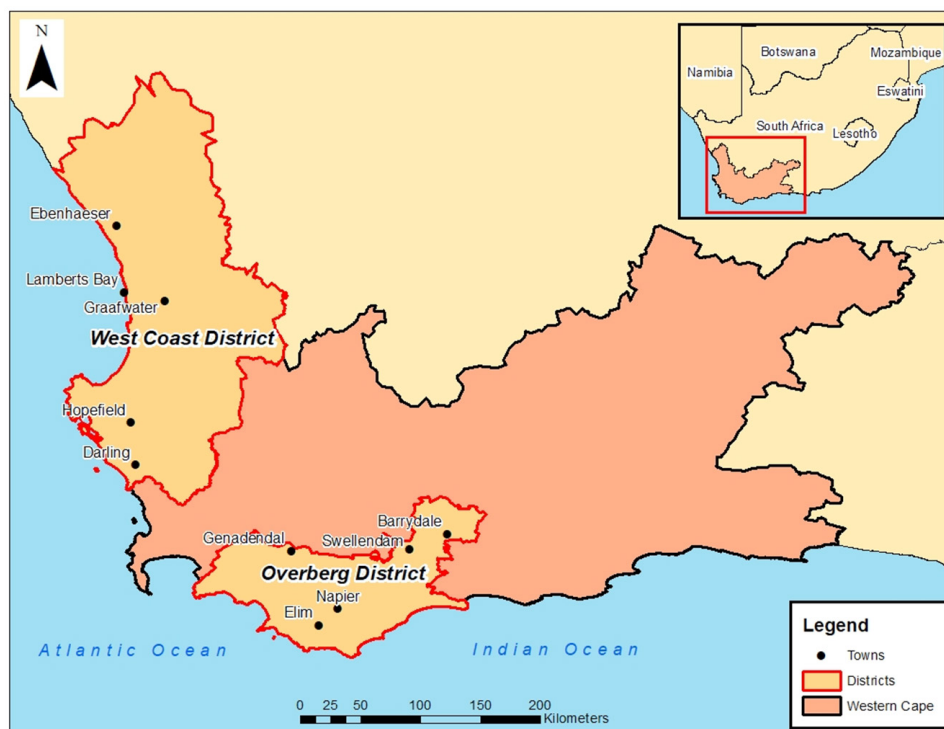 N
Botswana
Mozambique
Namibia
Eswatini
South Africa
Lesotho
Ebenhaeser
Lamberts Bay
Graafwater
West Coast District
Hopefield
Darling
Barrydale
Genadendal
Swellendam
Overberg District
Napier
Elim
Atlantic Ocean
Indian Ocean
Legend
Towns
Districts
Western Cape
0 12.5 25 50 100 150 200
Kilometers